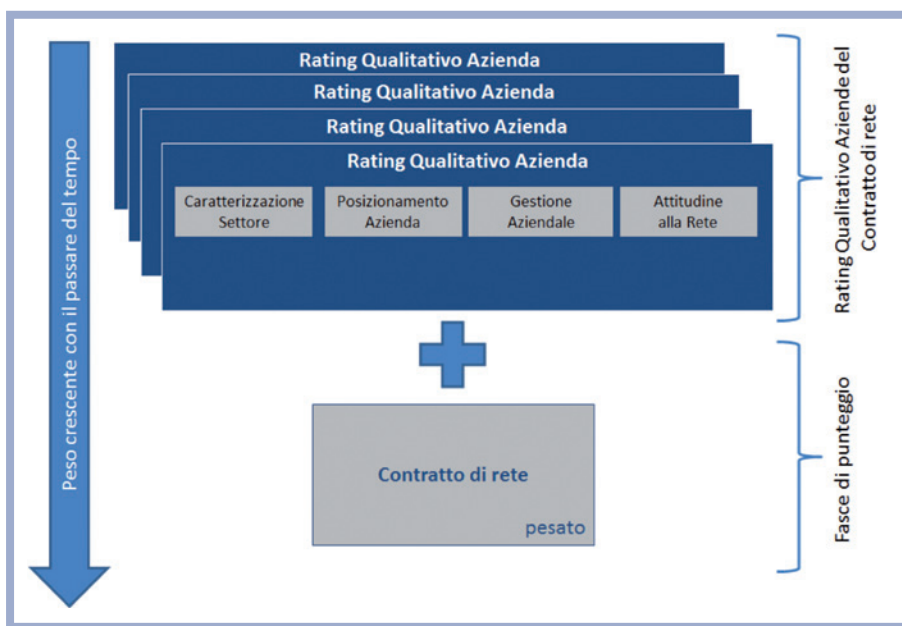 Rating Qualitativo Azienda
Rating Qualitativo Azienda
Rating Qualitativo Azienda
Rating Qualitativo Azienda
Caratterizzazione
Settore
Posizionamento
Azienda
Gestione
Aziendale
Attitudine
alla Rete
Contratto di rete
pesato
Peso crescente con il passare del tempo
Rating Qualitativo Aziende del
Contratto di rete
Fasce di punteggio